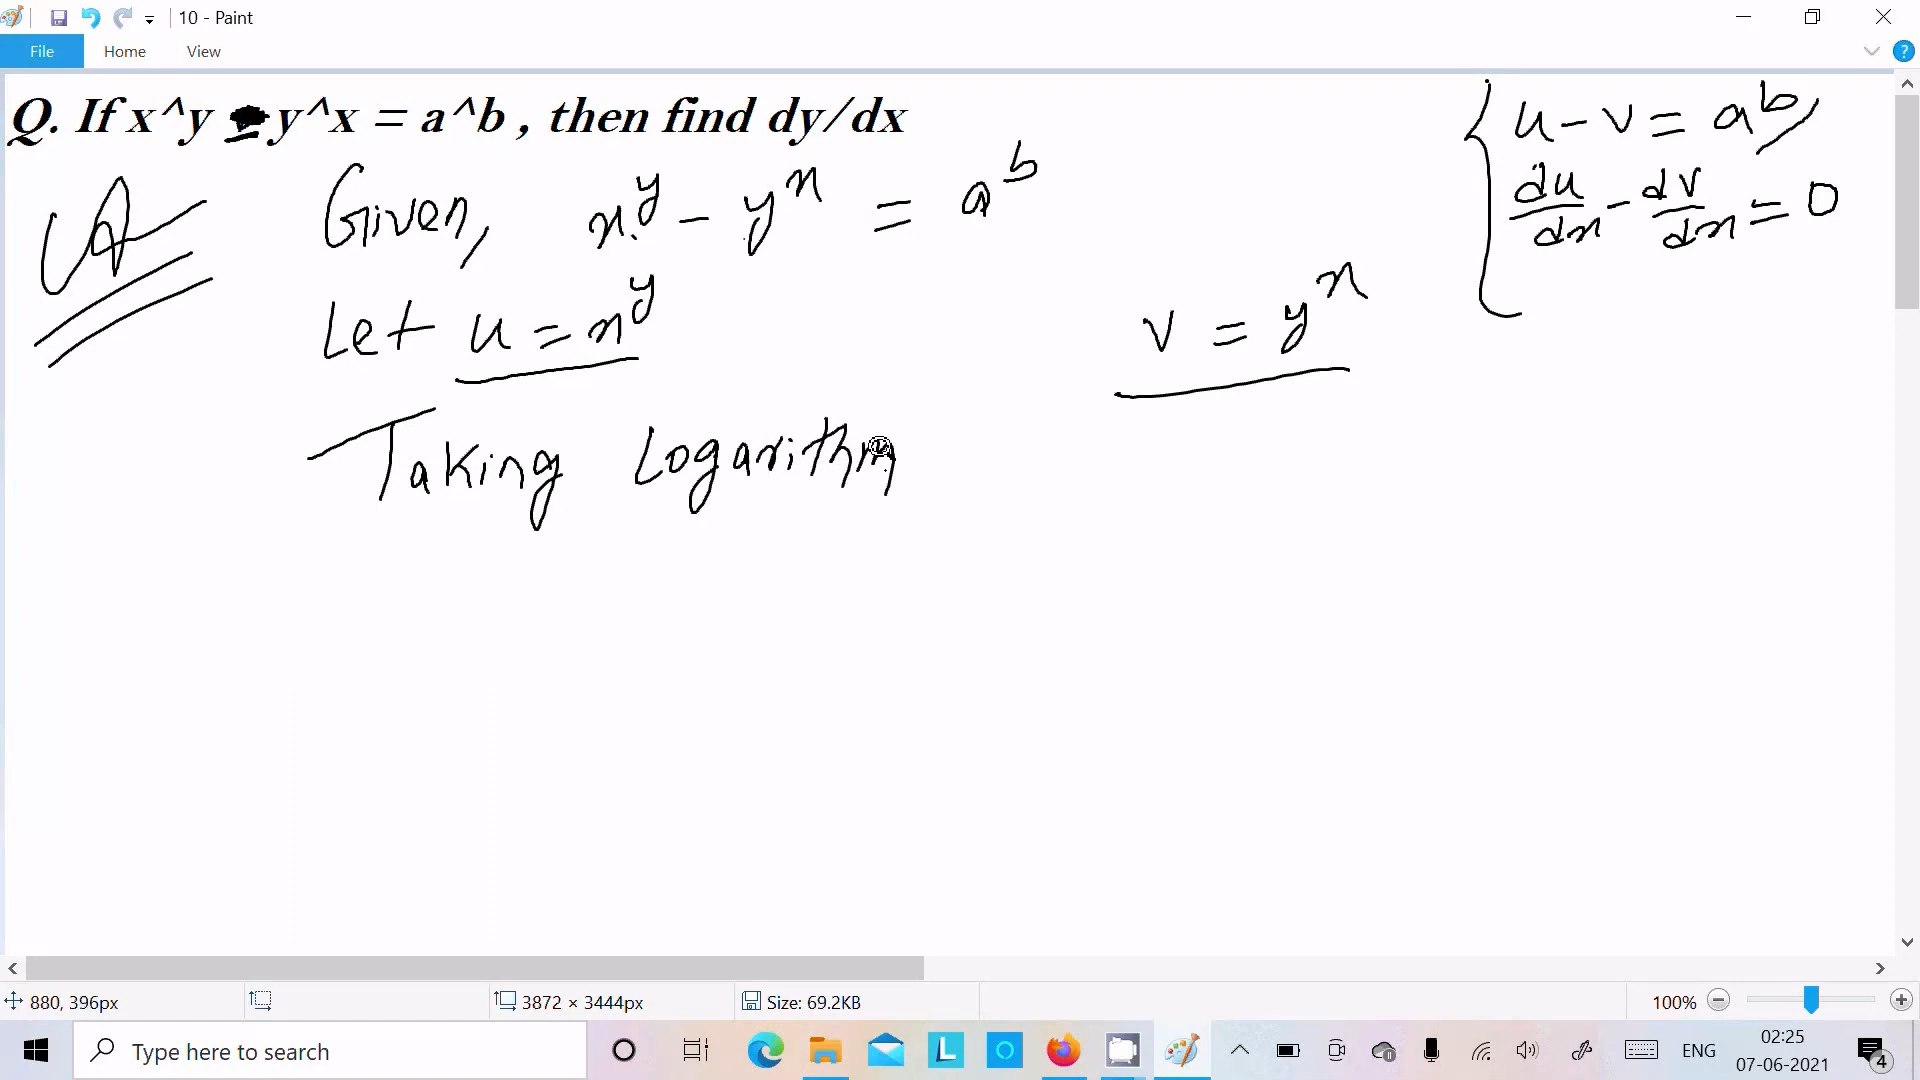 10 - Paint
File Home View
Q. If x^y - y^x = a^b , then find dy/dx
u - v = a^b,
du/dx - dv/dx = 0
Given, x^y - y^x = a^b
Let u = x^y v = y^x
Taking Logarithm
880, 396px 3872 × 3444px Size: 69.2KB 100%
Type here to search
ENG 02:25
07-06-2021 4